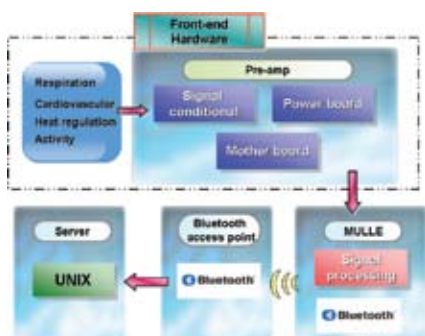 Front-end
Hardware
Respiration
Cardiovascular
Heat regulation
Activity
Pre-amp
Signal
conditional
Power board
Mother board
Server
UNIX
Bluetooth
access point
Bluetooth
MULLE
Signal
processing
Bluetooth